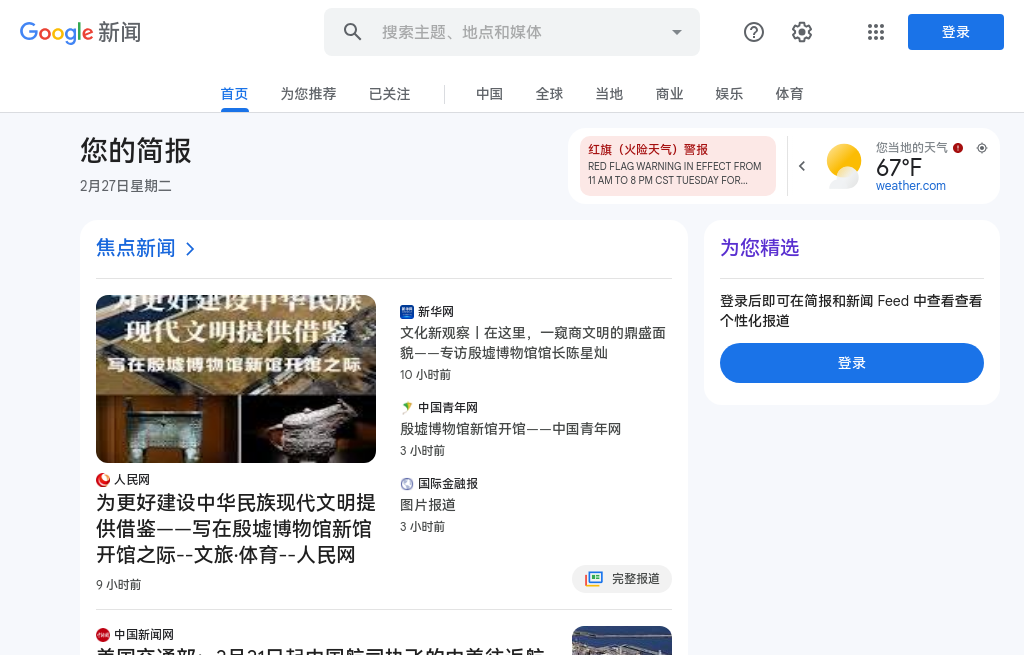 Google 新闻
搜索主题、地点和媒体
登录
首页
为您推荐
已关注
中国
全球
当地
商业
娱乐
体育
您的简报
2月27日星期二
红旗（火险天气）警报
RED FLAG WARNING IN EFFECT FROM
11 AM TO 8 PM CST TUESDAY FOR...
您当地的天气
67°F
weather.com
焦点新闻
为更好建设中华民族
现代文明提供借鉴
写在殷墟博物馆新馆开馆之际
人民网
为更好建设中华民族现代文明提
供借鉴——写在殷墟博物馆新馆
开馆之际--文旅·体育--人民网
9 小时前
新华网
文化新观察丨在这里，一窥商文明的鼎盛面
貌——专访殷墟博物馆馆长陈星灿
10 小时前
中国青年网
殷墟博物馆新馆开馆——中国青年网
3 小时前
国际金融报
图片报道
3 小时前
完整报道
中国新闻网
美国交通部：3月31日起中国航司执飞的中美往返航
为您精选
登录后即可在简报和新闻 Feed 中查看查看
个性化报道
登录